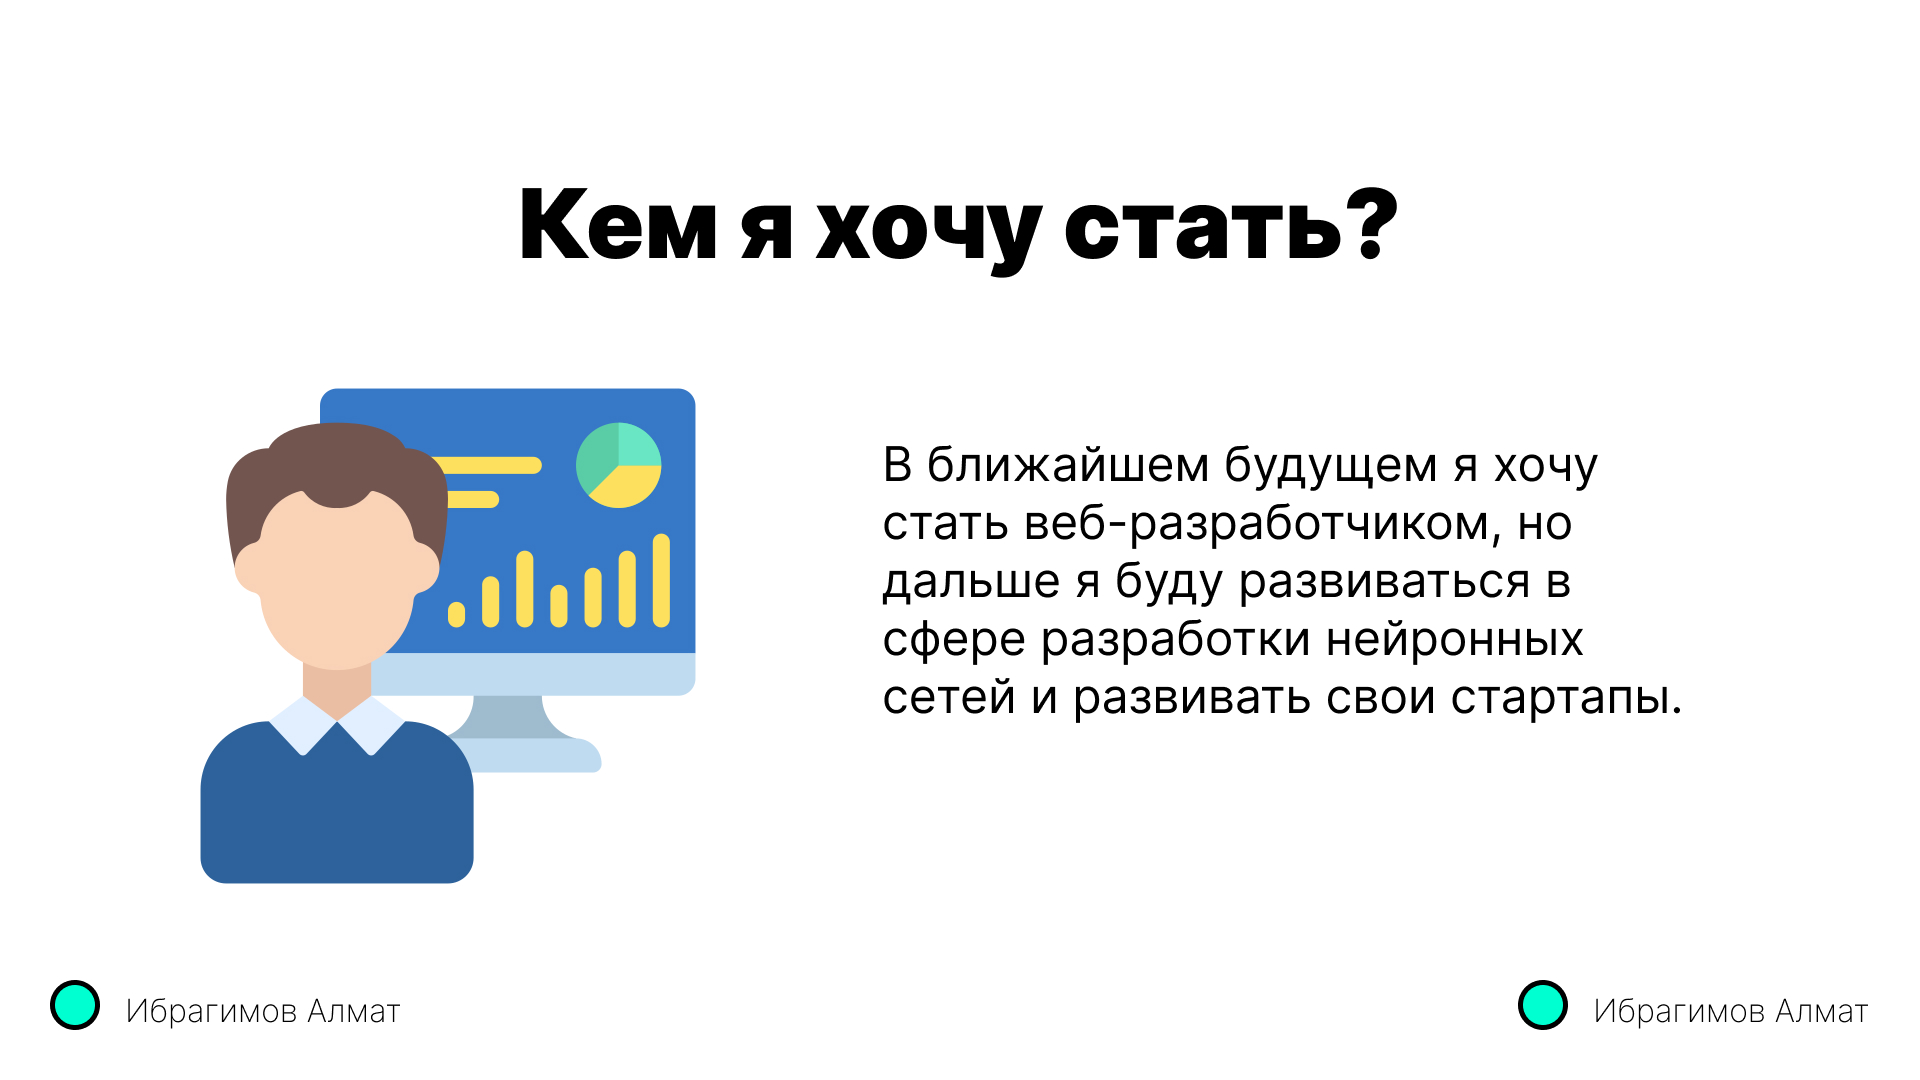 Кем я хочу стать?
В ближайшем будущем я хочу
стать веб-разработчиком, но
дальше я буду развиваться в
сфере разработки нейронных
сетей и развивать свои стартапы.
Ибрагимов Алмат
Ибрагимов Алмат